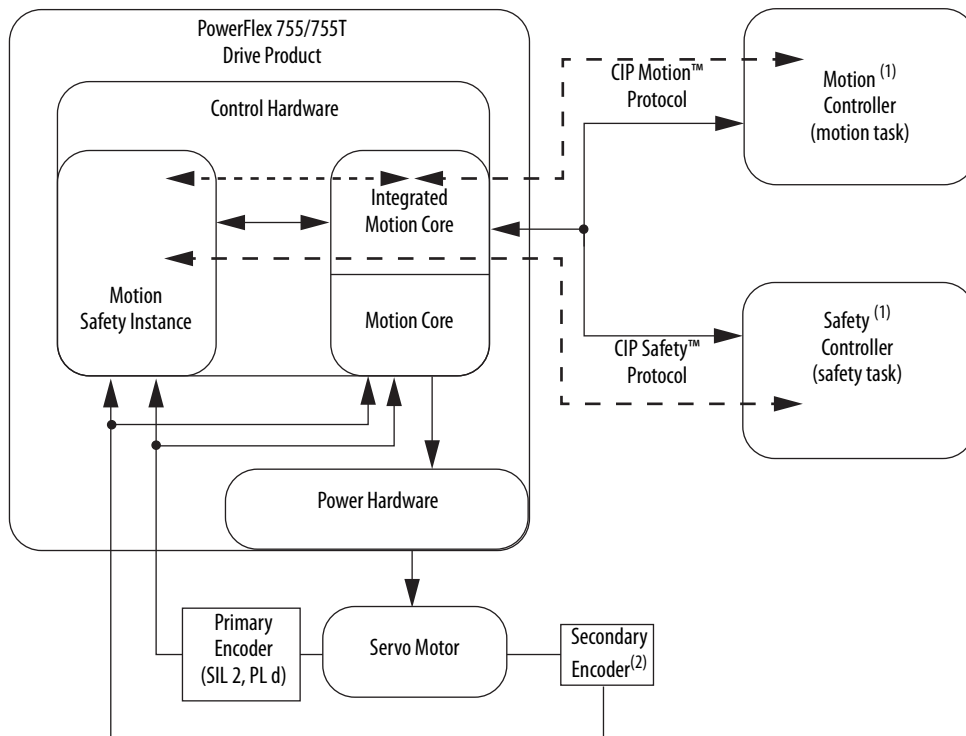 PowerFlex 755/755T
Drive Product
Control Hardware
CIP Motion™
Protocol
Motion (1)
Controller
(motion task)
Integrated
Motion Core
Motion
Safety Instance
Motion Core
CIP Safety™
Protocol
Safety (1)
Controller
(safety task)
Power Hardware
Primary
Encoder
(SIL 2, PL d)
Servo Motor
Secondary
Encoder(2)